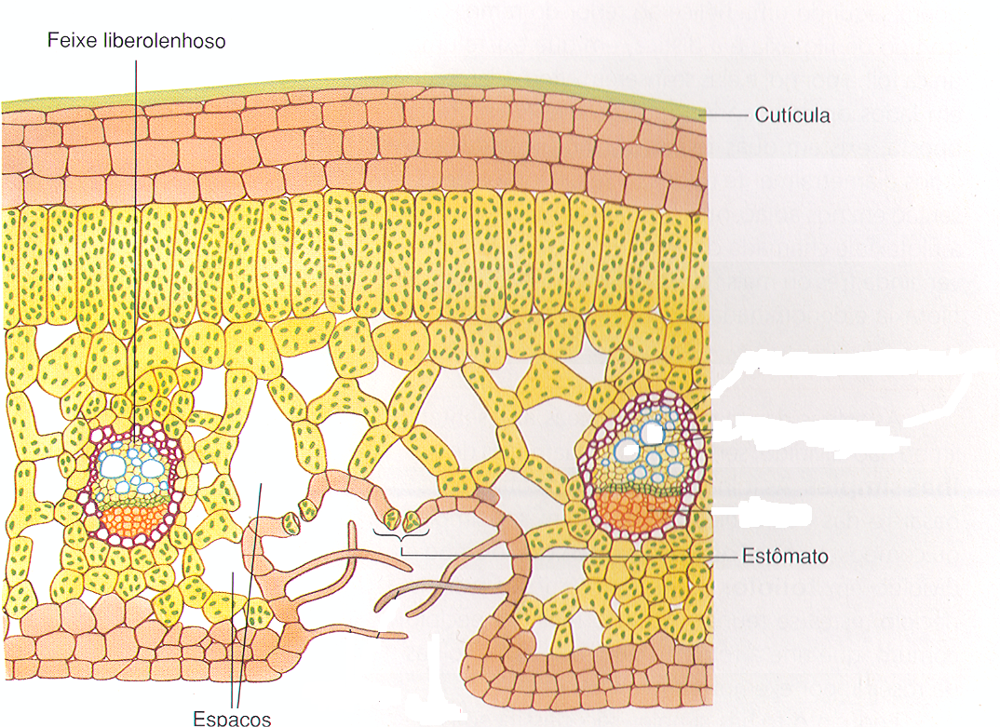 Feixe liberolenhoso
Cutícula
Estômato
Espaços